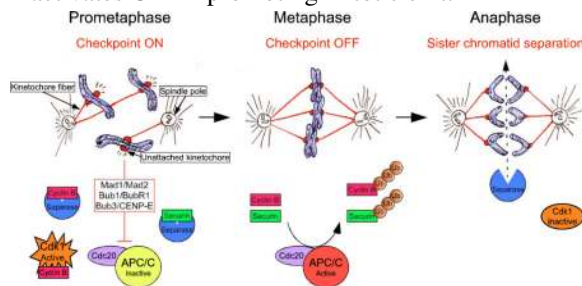 Prometaphase
Checkpoint ON
Kinetochore fiber
Spindle pole
Unattached kinetochore
Mad1/Mad2
Bub1/BubR1
Bub3/CENP-E
Cyclin B
Separase
Securin
Separase
Cdk1
Active
Cyclin B
Cdc20
APC/C
Inactive
Metaphase
Checkpoint OFF
Cyclin B
Securin
Cyclin B
Securin
Cdc20
APC/C
Active
Anaphase
Sister chromatid separation
Separase
Cdk1
inactive